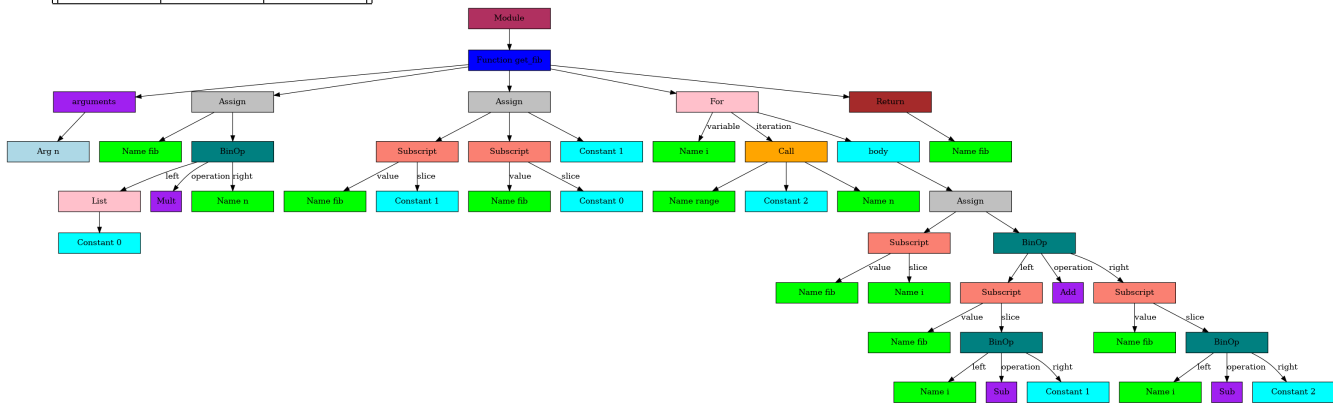 Module
Function get_fib
arguments Assign Assign For Return
variable iteration
Arg n Name fib BinOp Subscript Subscript Constant 1 Name i Call body Name fib
left operation right value slice value slice
List Mult Name n Name fib Constant 1 Name fib Constant 0 Name range Constant 2 Name n Assign
Constant 0 Subscript BinOp
value slice left operation right
Name fib Name i Subscript Add Subscript
value slice value slice
Name fib BinOp Name fib BinOp
left operation right left operation right
Name i Sub Constant 1 Name i Sub Constant 2